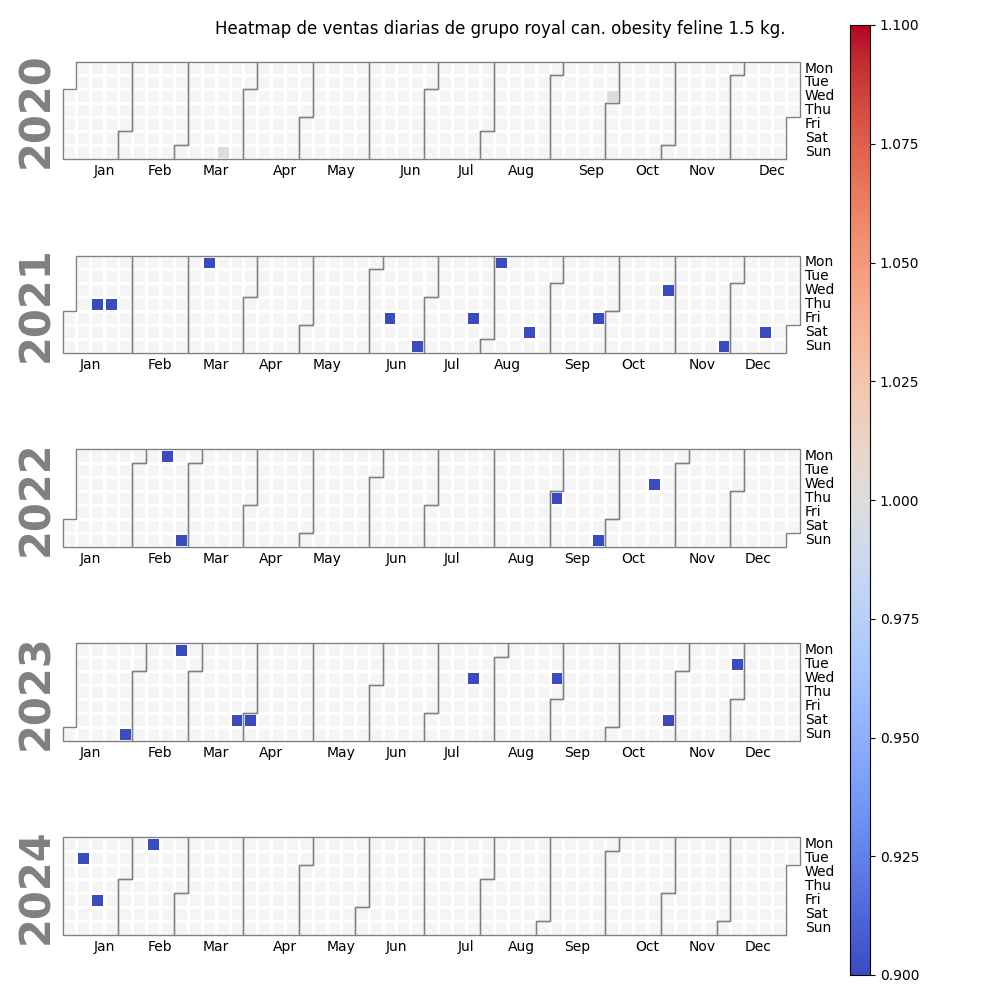 Heatmap de ventas diarias de grupo royal can. obesity feline 1.5 kg.
2020
Mon
Tue
Wed
Thu
Fri
Sat
Sun
Jan Feb Mar Apr May Jun Jul Aug Sep Oct Nov Dec
2021
Mon
Tue
Wed
Thu
Fri
Sat
Sun
Jan Feb Mar Apr May Jun Jul Aug Sep Oct Nov Dec
2022
Mon
Tue
Wed
Thu
Fri
Sat
Sun
Jan Feb Mar Apr May Jun Jul Aug Sep Oct Nov Dec
2023
Mon
Tue
Wed
Thu
Fri
Sat
Sun
Jan Feb Mar Apr May Jun Jul Aug Sep Oct Nov Dec
2024
Mon
Tue
Wed
Thu
Fri
Sat
Sun
Jan Feb Mar Apr May Jun Jul Aug Sep Oct Nov Dec
1.100
1.075
1.050
1.025
1.000
0.975
0.950
0.925
0.900